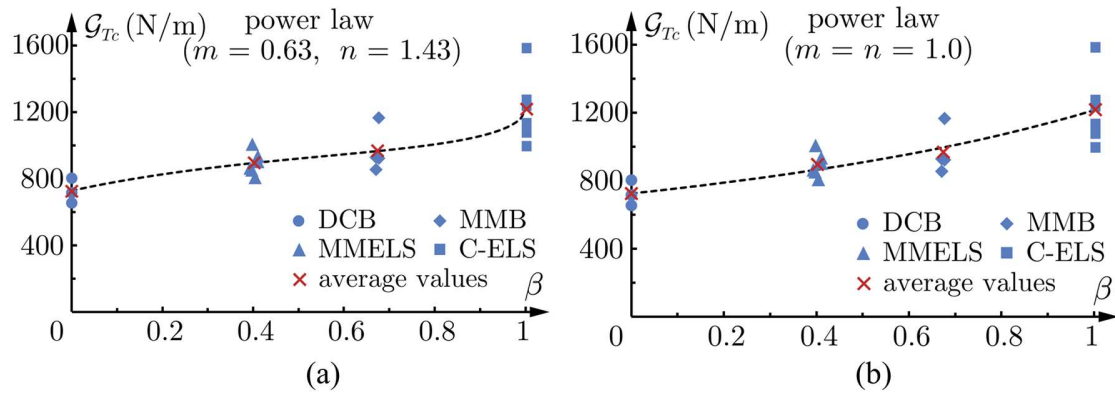 𝒢_Tc (N/m)
power law
(m = 0.63, n = 1.43)
1600
1200
800
400
0
DCB
MMB
MMELS
C-ELS
average values
β
0
0.2
0.4
0.6
0.8
1
(a)
𝒢_Tc (N/m)
power law
(m = n = 1.0)
1600
1200
800
400
0
DCB
MMB
MMELS
C-ELS
average values
β
0
0.2
0.4
0.6
0.8
1
(b)